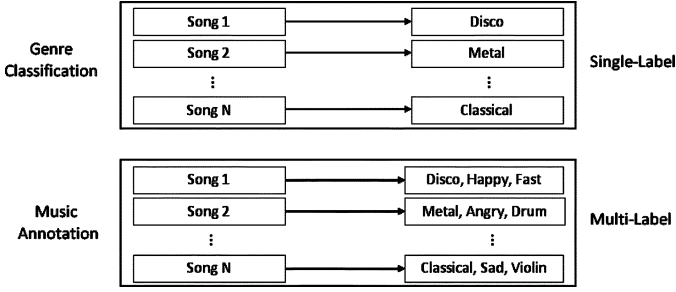 Genre
Classification
Song 1
Disco
Song 2
Metal
⋮
⋮
Song N
Classical
Single-Label
Music
Annotation
Song 1
Disco, Happy, Fast
Song 2
Metal, Angry, Drum
⋮
⋮
Song N
Classical, Sad, Violin
Multi-Label